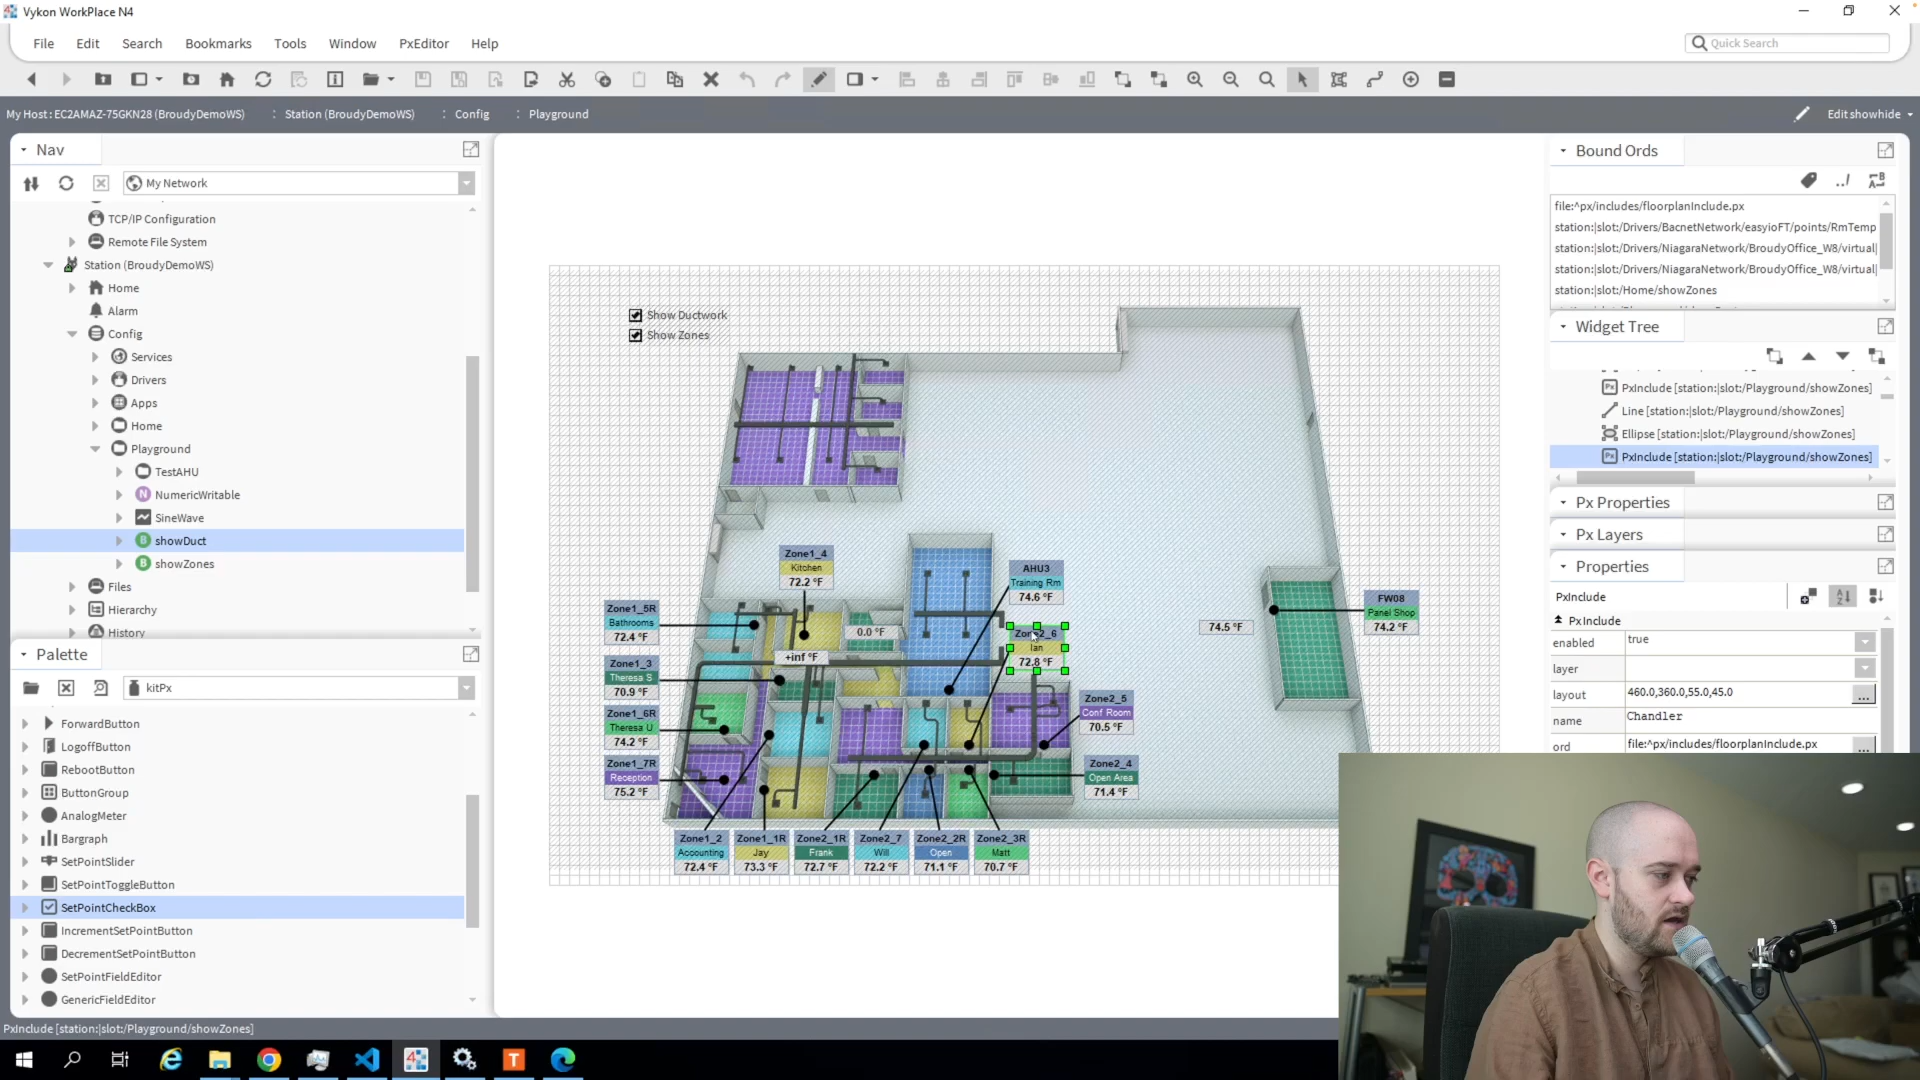 Vykon WorkPlace N4
File Edit Search Bookmarks Tools Window PxEditor Help
Quick Search
My Host : EC2AMAZ-75GKN28 (BroudyDemoWS) : Station (BroudyDemoWS) : Config : Playground
Edit showhide
Nav
My Network
TCP/IP Configuration
Remote File System
Station (BroudyDemoWS)
Home
Alarm
Config
Services
Drivers
Apps
Home
Playground
TestAHU
NumericWritable
SineWave
showDuct
showZones
Files
Hierarchy
History
Palette
kitPx
ForwardButton
LogoffButton
RebootButton
ButtonGroup
AnalogMeter
Bargraph
SetPointSlider
SetPointToggleButton
SetPointCheckBox
IncrementSetPointButton
DecrementSetPointButton
SetPointFieldEditor
GenericFieldEditor
PxInclude [station:|slot:/Playground/showZones]
Show Ductwork
Show Zones
Zone1_4
Kitchen
72.2 °F
AHU3
Training Rm
74.6 °F
Zone1_5R
Bathrooms
72.4 °F
0.0 °F
Zone2_6
Ian
72.8 °F
74.5 °F
FW08
Panel Shop
74.2 °F
+inf °F
Zone1_3
Theresa S
70.9 °F
Zone1_6R
Theresa U
74.2 °F
Zone2_5
Conf Room
70.5 °F
Zone1_7R
Reception
75.2 °F
Zone2_4
Open Area
71.4 °F
Zone1_2
Accounting
72.4 °F
Zone1_1R
Jay
73.3 °F
Zone2_1R
Frank
72.7 °F
Zone2_7
Will
72.2 °F
Zone2_2R
Open
71.1 °F
Zone2_3R
Matt
70.7 °F
Bound Ords
file:^px/includes/floorplanInclude.px
station:|slot:/Drivers/BacnetNetwork/easyioFT/points/RmTemp
station:|slot:/Drivers/NiagaraNetwork/BroudyOffice_W8/virtual|
station:|slot:/Drivers/NiagaraNetwork/BroudyOffice_W8/virtual|
station:|slot:/Home/showZones
Widget Tree
PxInclude [station:|slot:/Playground/showZones]
Line [station:|slot:/Playground/showZones]
Ellipse [station:|slot:/Playground/showZones]
PxInclude [station:|slot:/Playground/showZones]
Px Properties
Px Layers
Properties
PxInclude
PxInclude
enabled true
layer
layout 460.0,360.0,55.0,45.0
name Chandler
ord file:^px/includes/floorplanInclude.px